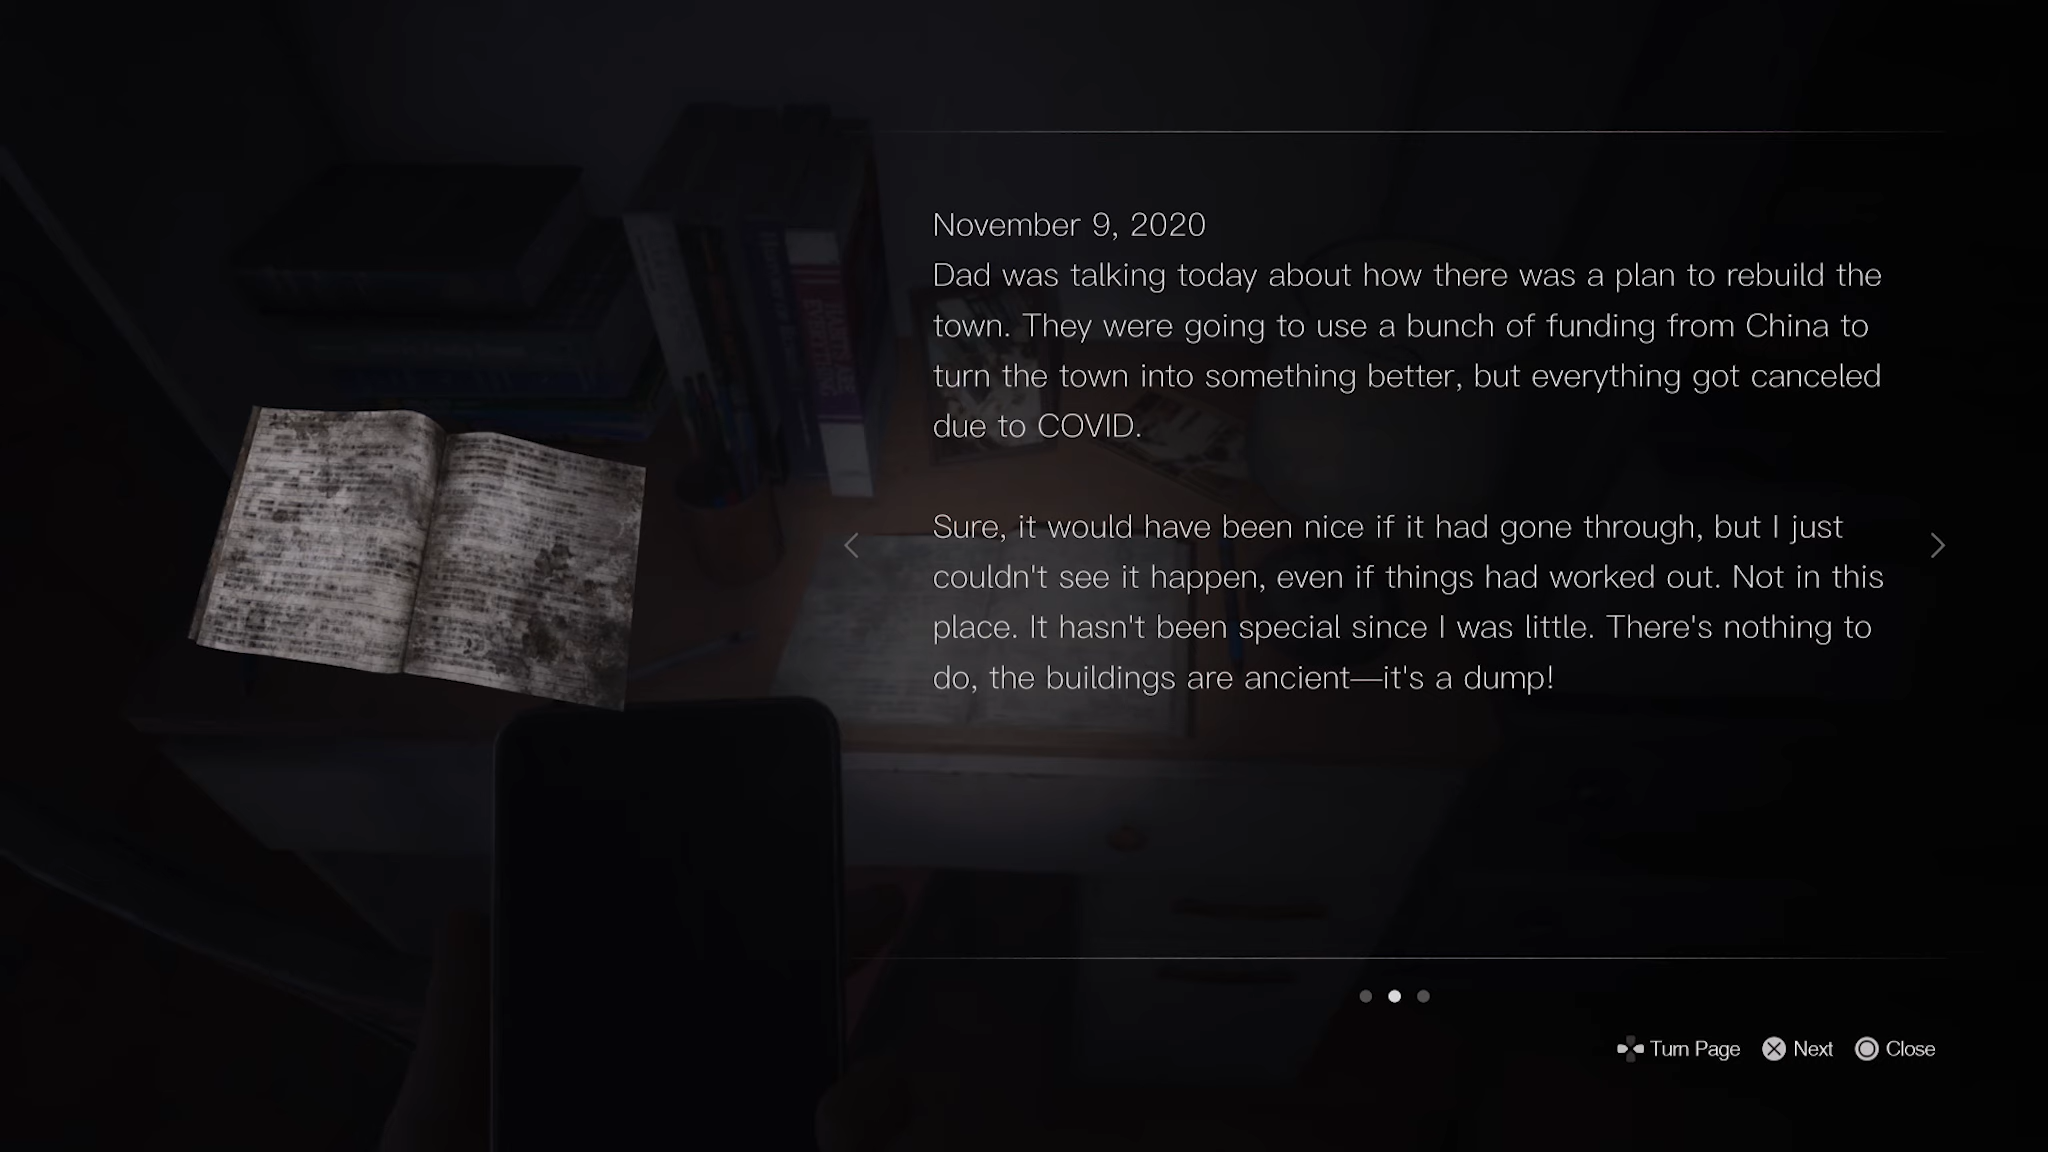 November 9, 2020
Dad was talking today about how there was a plan to rebuild the
town. They were going to use a bunch of funding from China to
turn the town into something better, but everything got canceled
due to COVID.
Sure, it would have been nice if it had gone through, but I just
couldn't see it happen, even if things had worked out. Not in this
place. It hasn't been special since I was little. There's nothing to
do, the buildings are ancient—it's a dump!
Turn Page Next Close